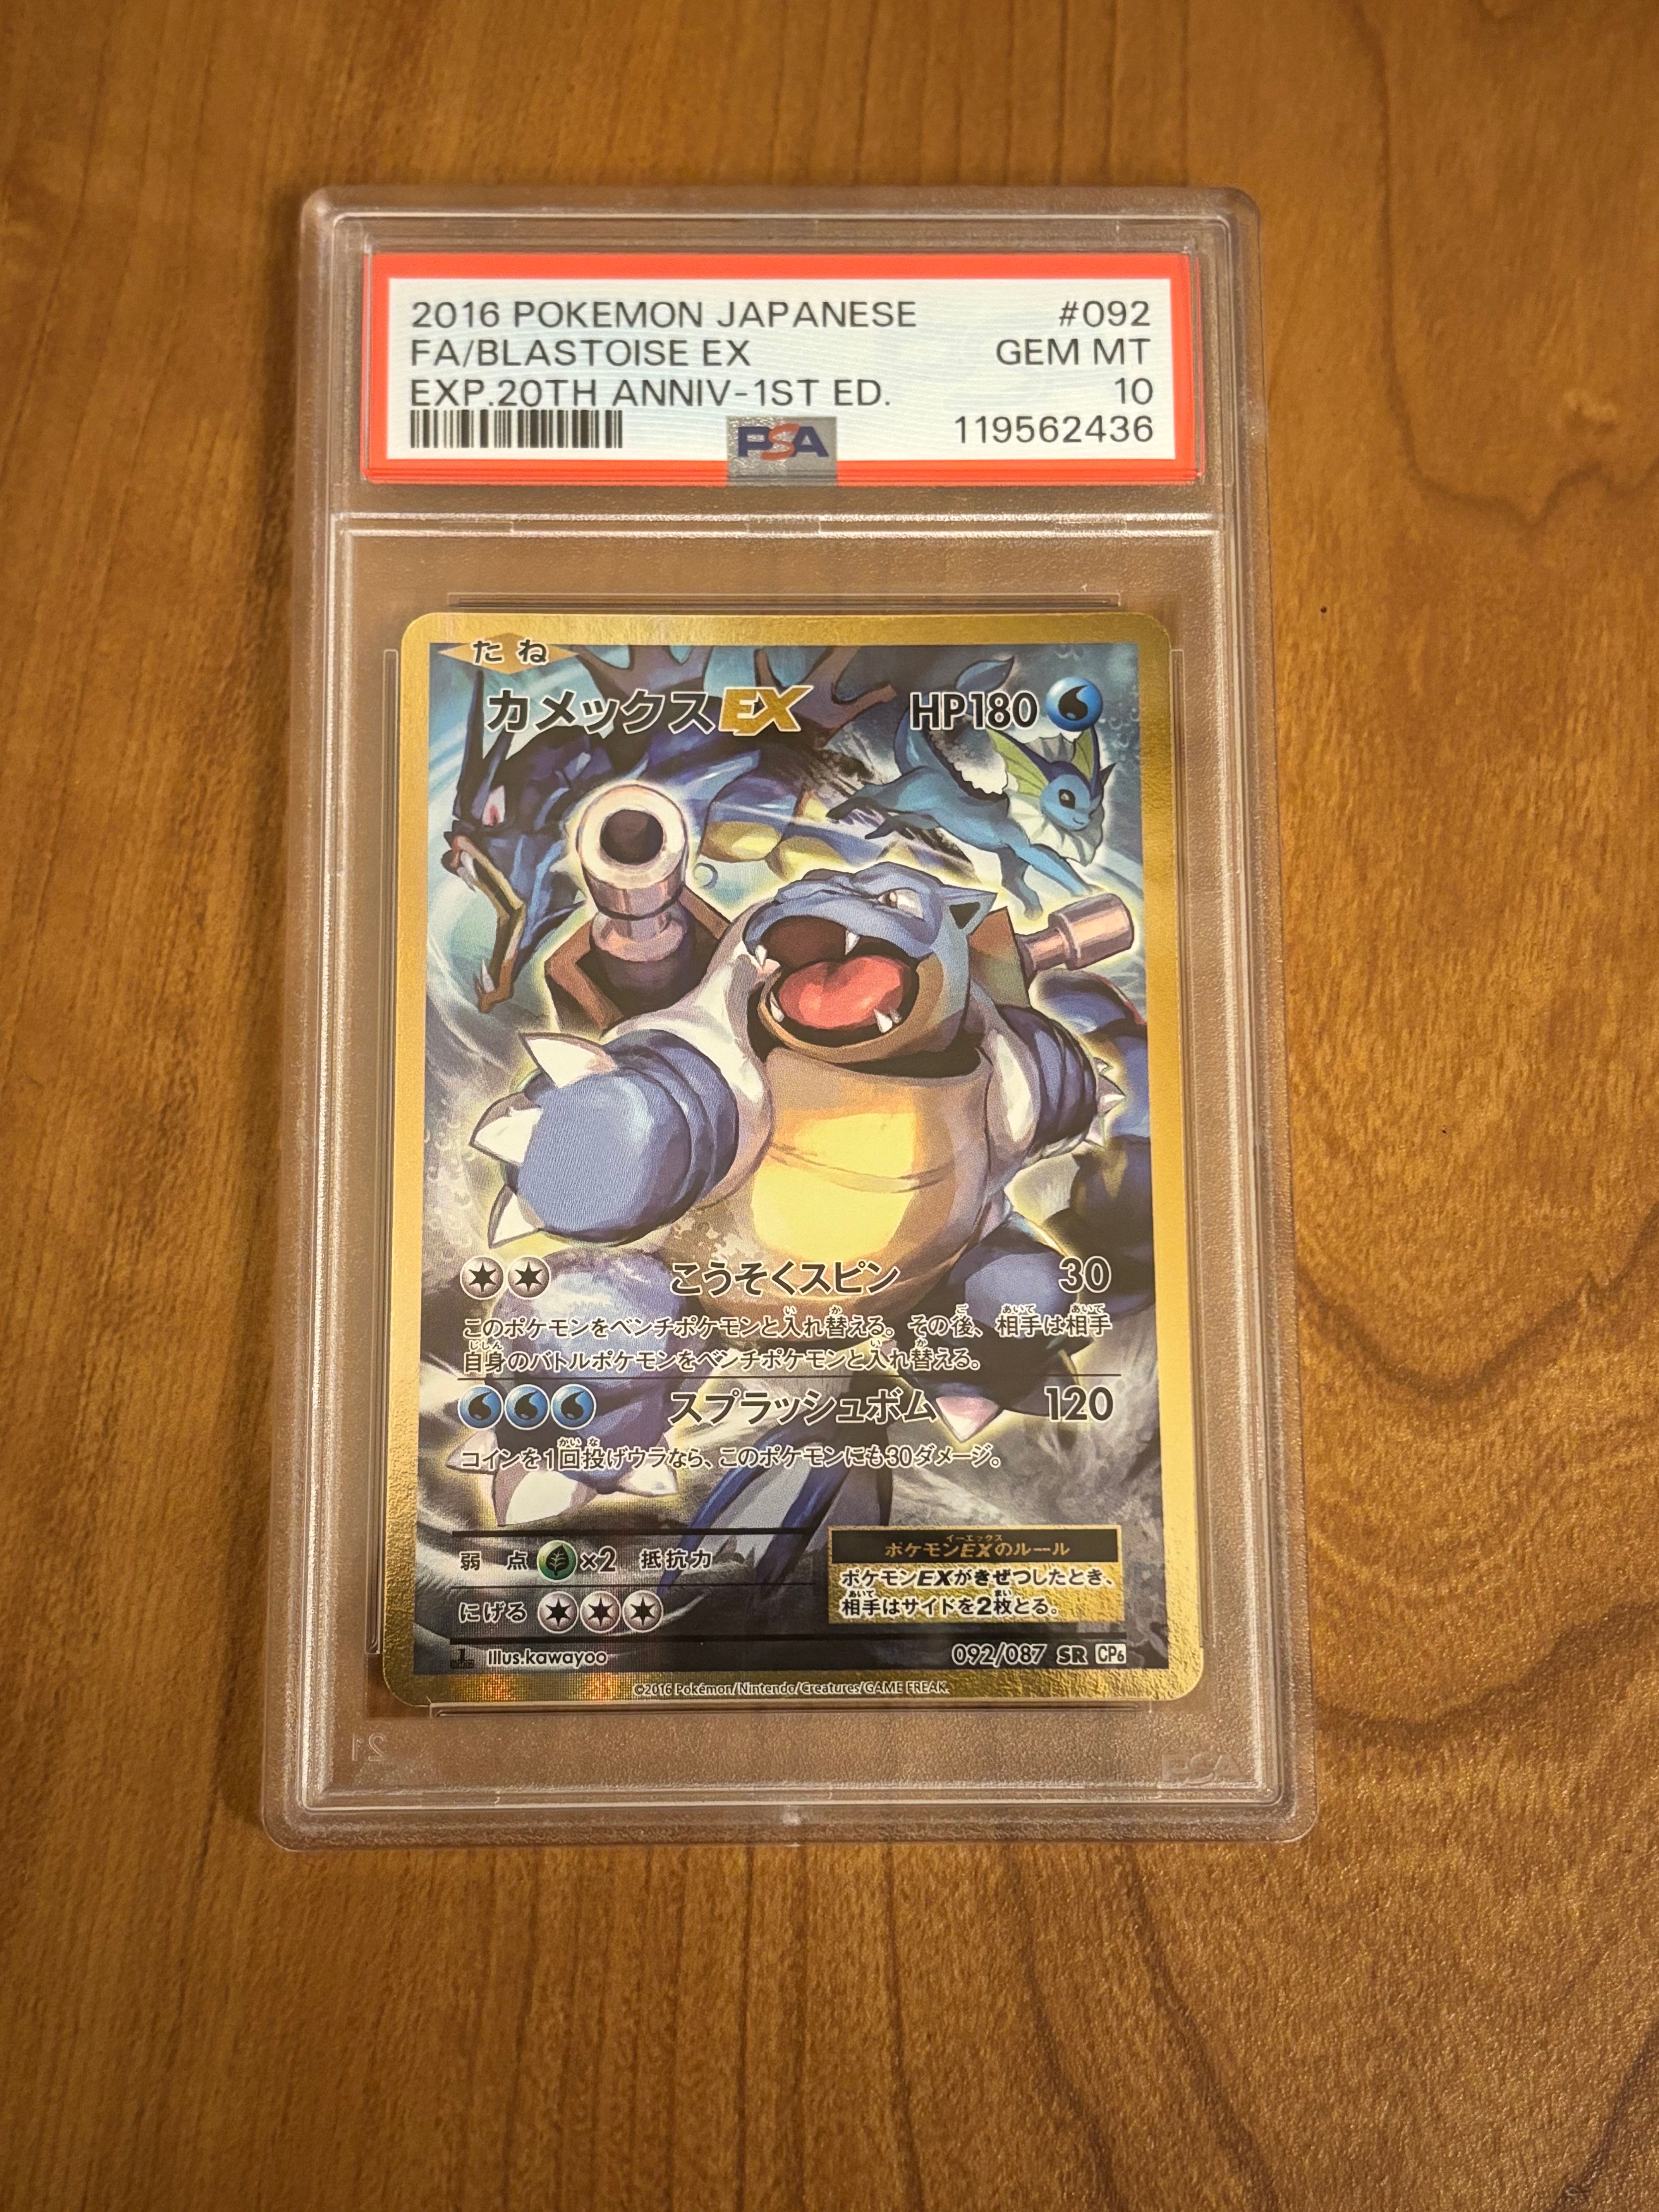 2016 POKEMON JAPANESE #092
FA/BLASTOISE EX GEM MT
EXP.20TH ANNIV-1ST ED. 10
PSA 119562436
たね
カメックスEX HP180
こうそくスピン 30
このポケモンをベンチポケモンと入れ替える。その後、相手は相手
自身のバトルポケモンをベンチポケモンと入れ替える。
スプラッシュボム 120
コインを1回投げウラなら、このポケモンにも30ダメージ。
弱点 ×2 抵抗力
ポケモンEXのルール
ポケモンEXがきぜつしたとき、
相手はサイドを2枚とる。
にげる
Illus.kawayoo 092/087 SR CP6
©2016 Pokémon/Nintendo/Creatures/GAME FREAK.
PSA